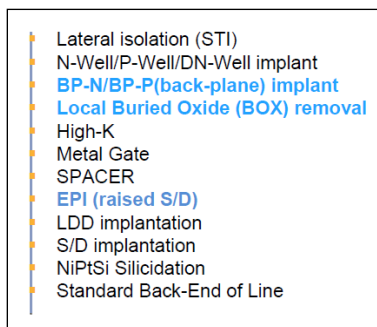 Lateral isolation (STI)
N-Well/P-Well/DN-Well implant
BP-N/BP-P(back-plane) implant
Local Buried Oxide (BOX) removal
High-K
Metal Gate
SPACER
EPI (raised S/D)
LDD implantation
S/D implantation
NiPtSi Silicidation
Standard Back-End of Line